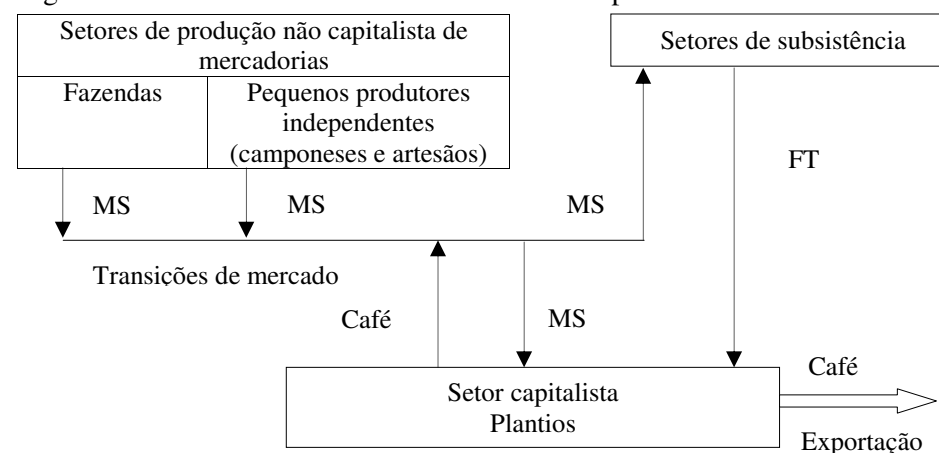 Setores de produção não capitalista de
mercadorias
Setores de subsistência
Fazendas
Pequenos produtores
independentes
(camponeses e artesãos)
FT
MS
MS
MS
Transições de mercado
Café
MS
Café
Setor capitalista
Plantios
Exportação